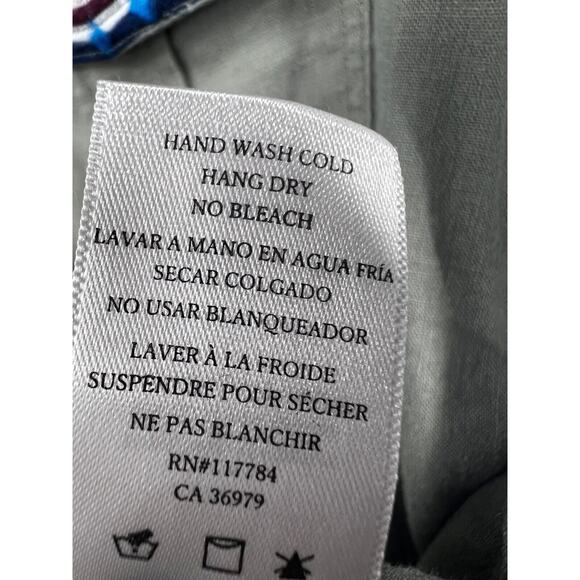 HAND WASH COLD
HANG DRY
NO BLEACH
LAVAR A MANO EN AGUA FRÍA
SECAR COLGADO
NO USAR BLANQUEADOR
LAVER À LA FROIDE
SUSPENDRE POUR SÉCHER
NE PAS BLANCHIR
RN#117784
CA 36979